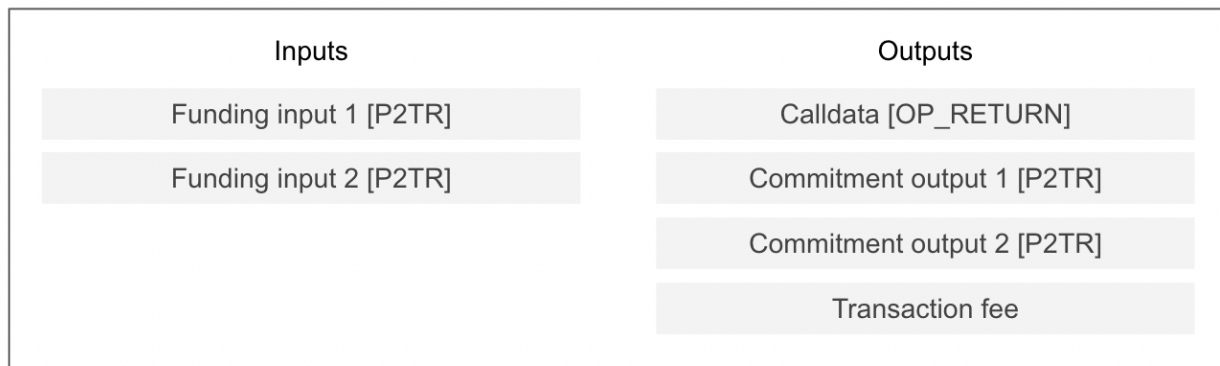 Inputs
Funding input 1 [P2TR]
Funding input 2 [P2TR]
Outputs
Calldata [OP_RETURN]
Commitment output 1 [P2TR]
Commitment output 2 [P2TR]
Transaction fee